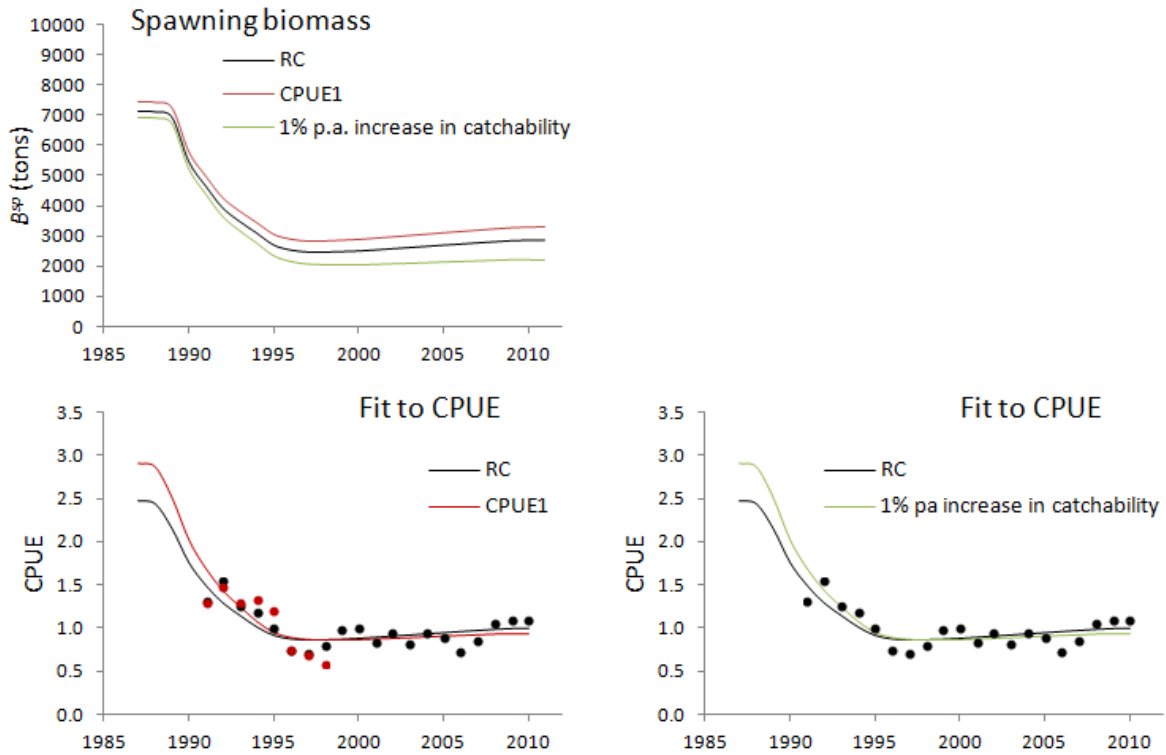 Spawning biomass
10000
9000
8000
7000
6000
5000
4000
3000
2000
1000
0
Bsp (tons)
RC
CPUE1
1% p.a. increase in catchability
1985 1990 1995 2000 2005 2010
Fit to CPUE
3.5
3.0
2.5
2.0
1.5
1.0
0.5
0.0
CPUE
RC
CPUE1
1985 1990 1995 2000 2005 2010
Fit to CPUE
3.5
3.0
2.5
2.0
1.5
1.0
0.5
0.0
CPUE
RC
1% pa increase in catchability
1985 1990 1995 2000 2005 2010